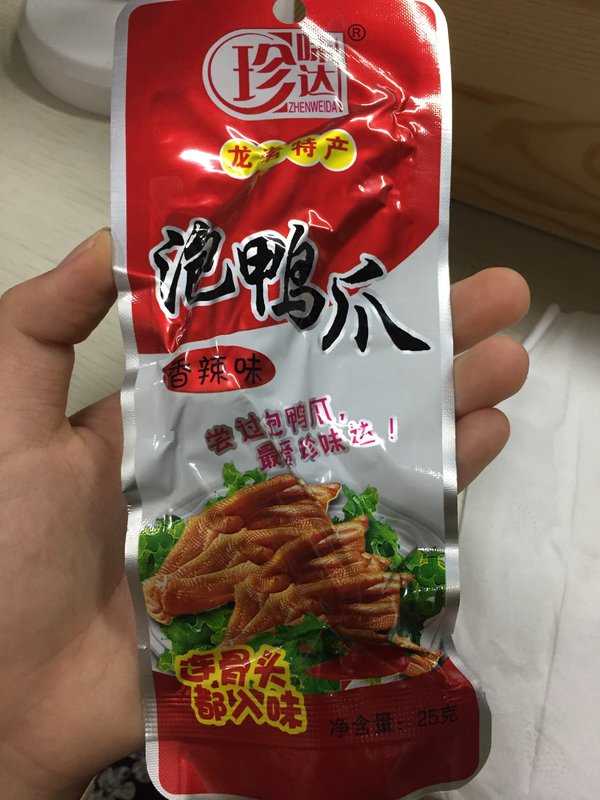 珍味达®
ZHENWEIDA
龙港特产
泡鸭爪
香辣味
尝过泡鸭爪,
最爱珍味达!
连骨头
都入味
净含量: 25克